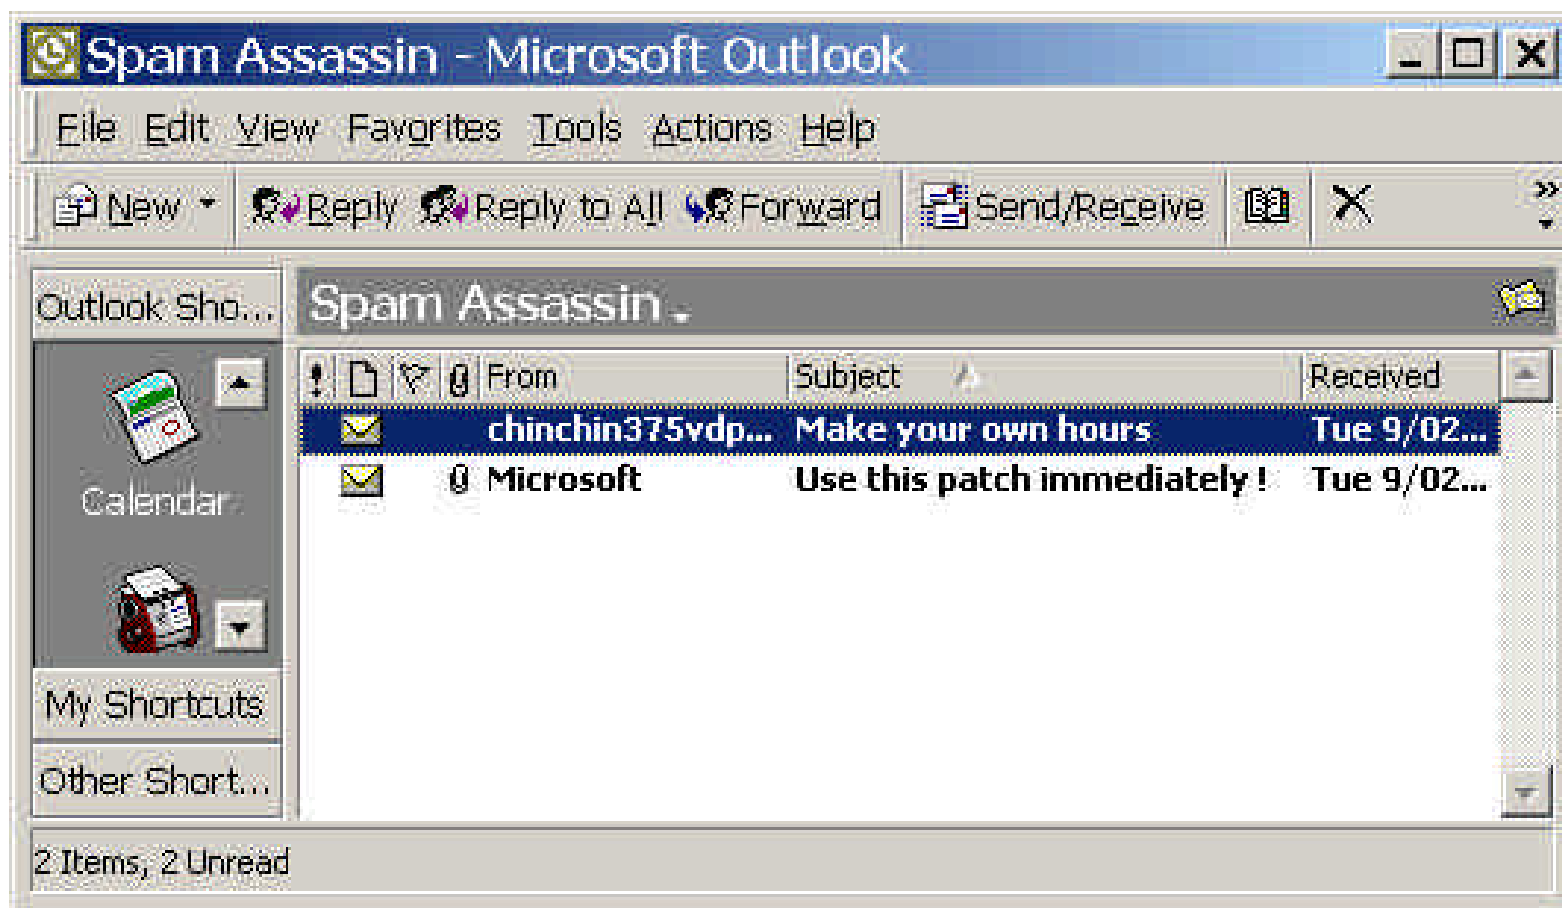 Spam Assassin - Microsoft Outlook
File Edit View Favorites Tools Actions Help
New Reply Reply to All Forward Send/Receive
Outlook Sho...
Spam Assassin .
! From Subject Received
chinchin375vdp... Make your own hours Tue 9/02...
Microsoft Use this patch immediately ! Tue 9/02...
Calendar
My Shortcuts
Other Short...
2 Items, 2 Unread